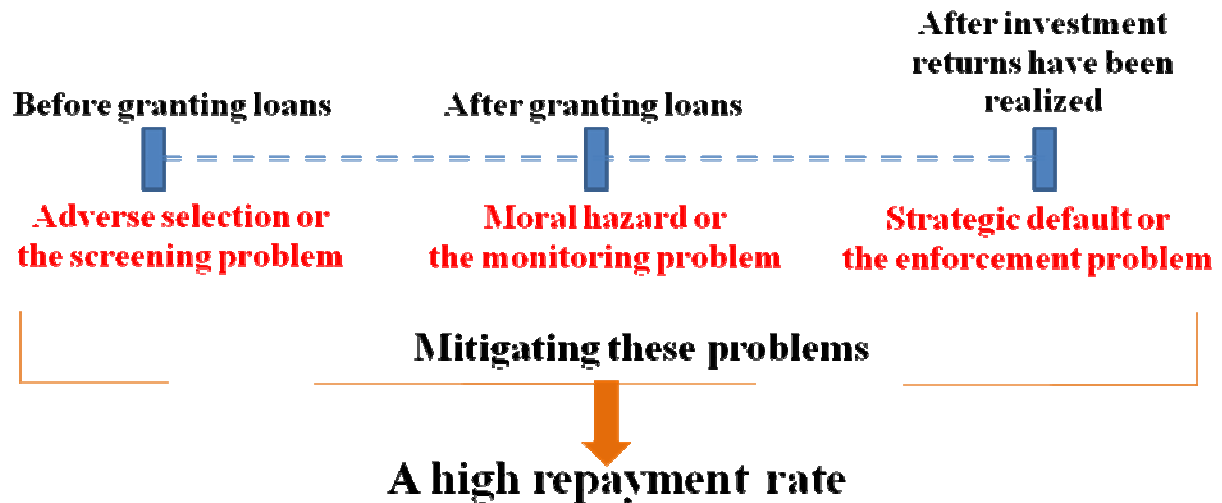 Before granting loans
After granting loans
After investment
returns have been
realized
Adverse selection or
the screening problem
Moral hazard or
the monitoring problem
Strategic default or
the enforcement problem
Mitigating these problems
A high repayment rate